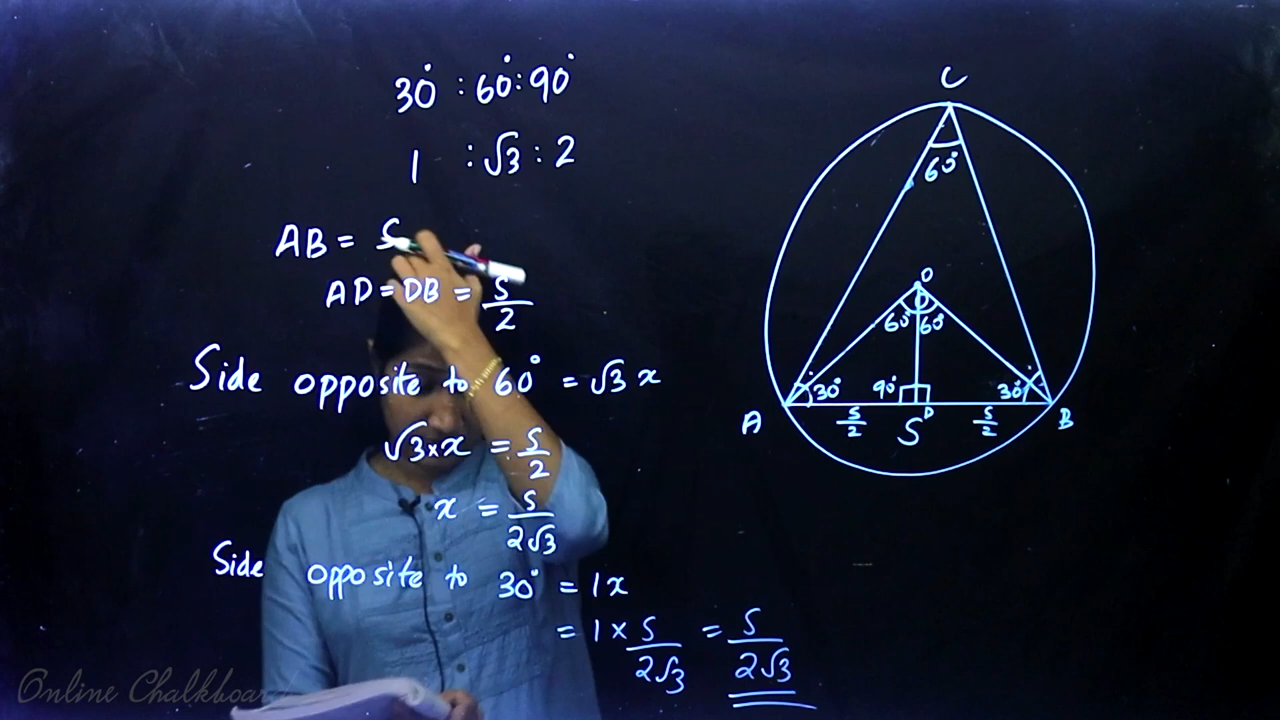 30° : 60° : 90°
1 : √3 : 2
AB = S
AD = DB = S/2
Side opposite to 60° = √3 x
√3 × x = S/2
x = S/2√3
Side opposite to 30° = 1x
= 1 × S/2√3 = S/2√3
C
60°
O
60° 60°
30° 90° 30°
A S/2 S D S/2 B
Online Chalkboard